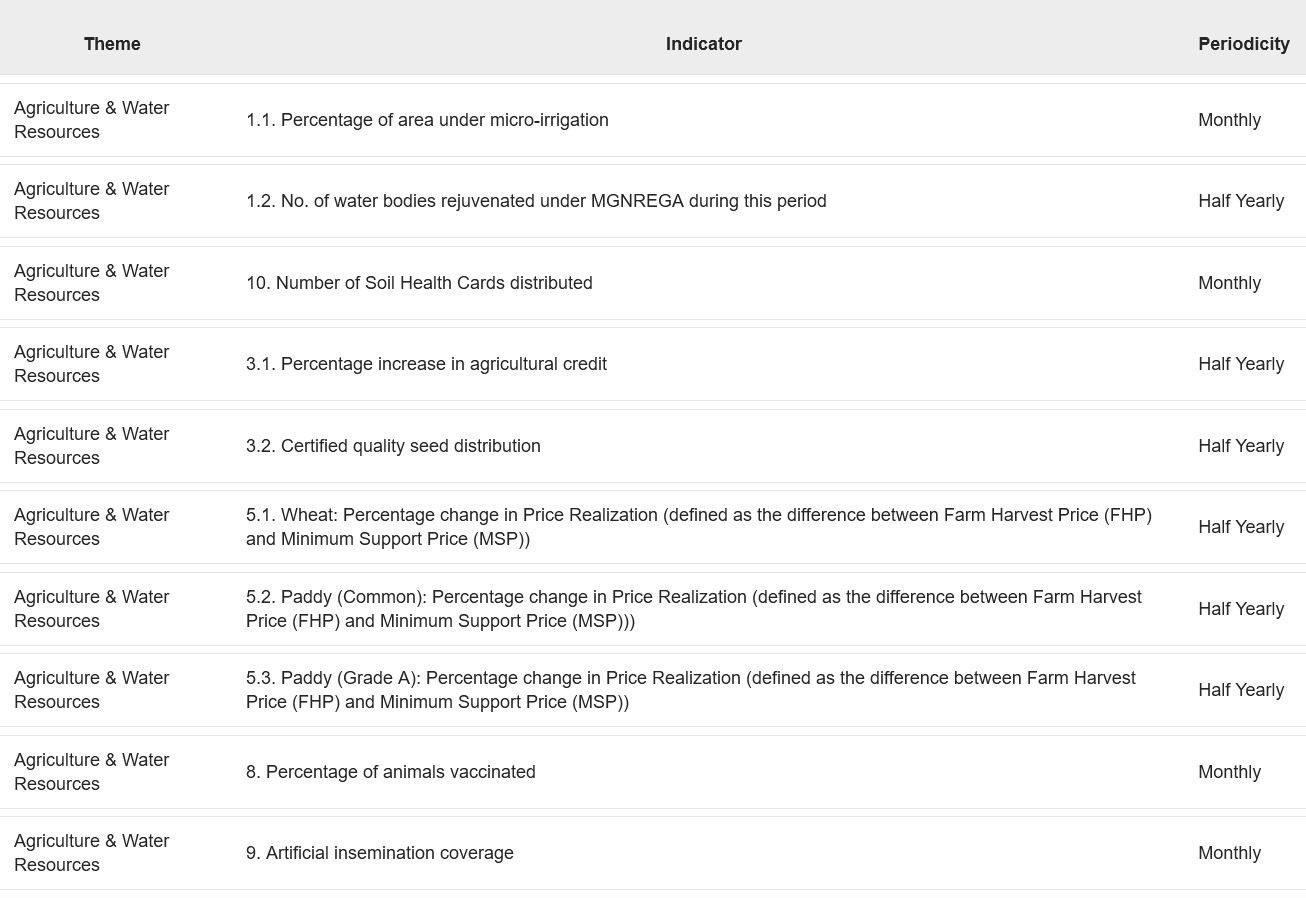 Theme Indicator Periodicity
Agriculture & Water
Resources
1.1. Percentage of area under micro-irrigation
Monthly
Agriculture & Water
Resources
1.2. No. of water bodies rejuvenated under MGNREGA during this period
Half Yearly
Agriculture & Water
Resources
10. Number of Soil Health Cards distributed
Monthly
Agriculture & Water
Resources
3.1. Percentage increase in agricultural credit
Half Yearly
Agriculture & Water
Resources
3.2. Certified quality seed distribution
Half Yearly
Agriculture & Water
Resources
5.1. Wheat: Percentage change in Price Realization (defined as the difference between Farm Harvest Price (FHP)
and Minimum Support Price (MSP))
Half Yearly
Agriculture & Water
Resources
5.2. Paddy (Common): Percentage change in Price Realization (defined as the difference between Farm Harvest
Price (FHP) and Minimum Support Price (MSP)))
Half Yearly
Agriculture & Water
Resources
5.3. Paddy (Grade A): Percentage change in Price Realization (defined as the difference between Farm Harvest
Price (FHP) and Minimum Support Price (MSP))
Half Yearly
Agriculture & Water
Resources
8. Percentage of animals vaccinated
Monthly
Agriculture & Water
Resources
9. Artificial insemination coverage
Monthly